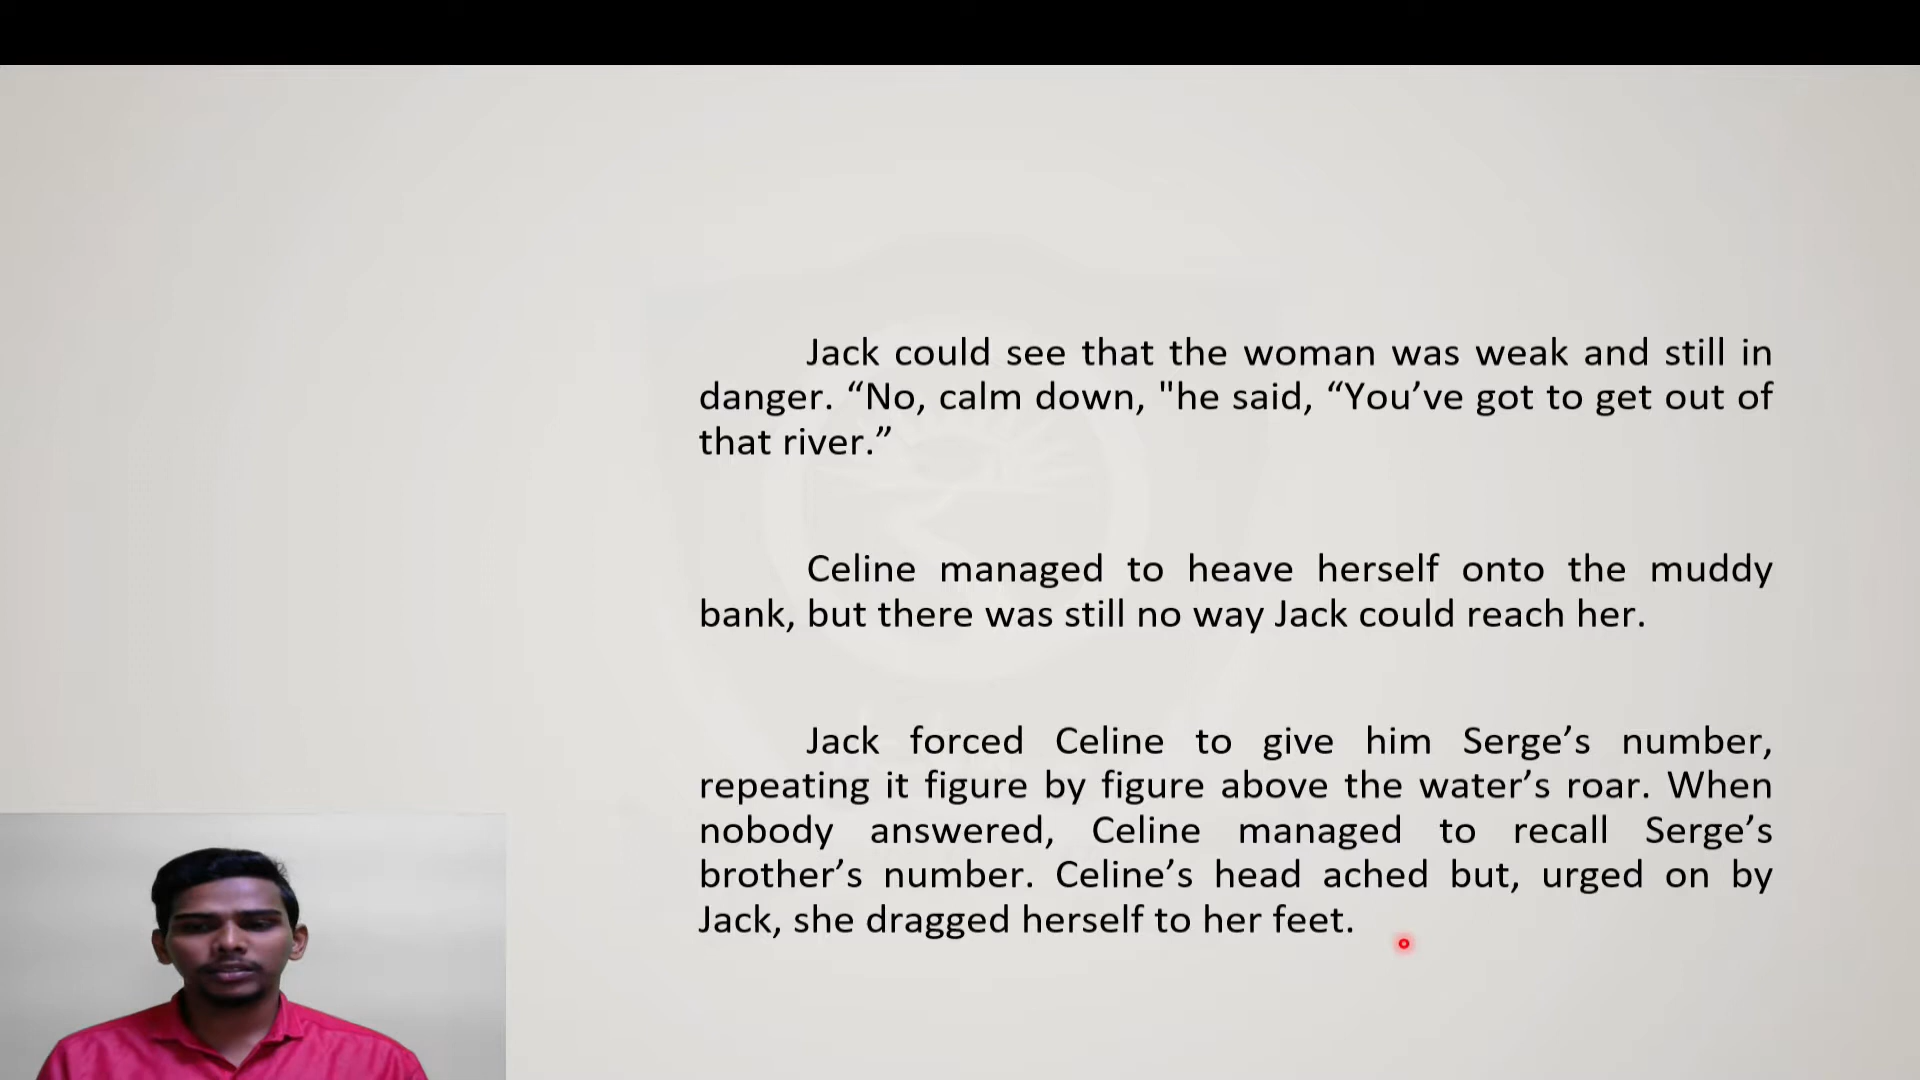 Jack could see that the woman was weak and still in
danger. “No, calm down, "he said, “You’ve got to get out of
that river.”
Celine managed to heave herself onto the muddy
bank, but there was still no way Jack could reach her.
Jack forced Celine to give him Serge’s number,
repeating it figure by figure above the water’s roar. When
nobody answered, Celine managed to recall Serge’s
brother’s number. Celine’s head ached but, urged on by
Jack, she dragged herself to her feet.